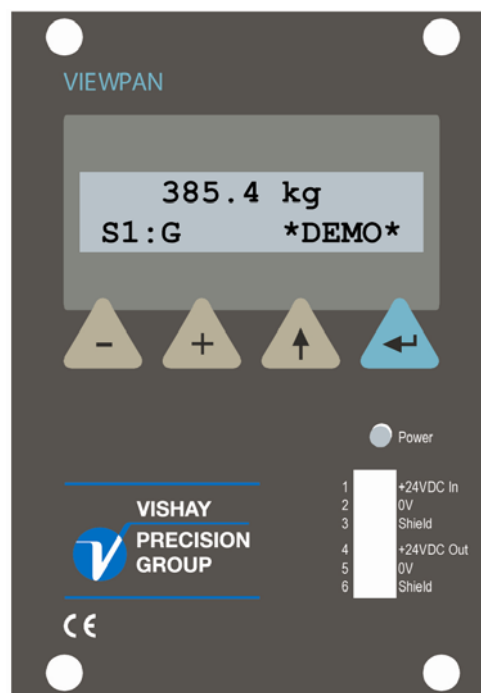 VIEWPAN
385.4 kg
S1:G *DEMO*
- +
Power
1 +24VDC In
2 0V
3 Shield
4 +24VDC Out
5 0V
6 Shield
VISHAY
PRECISION
GROUP
CE